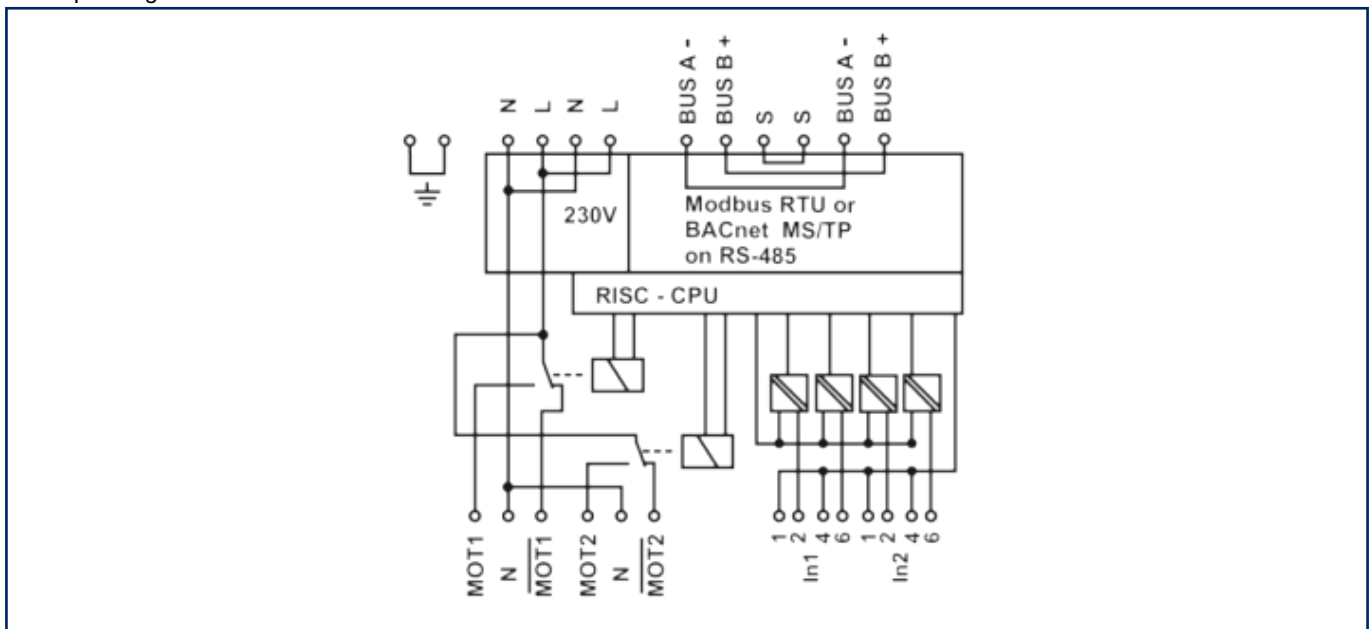 BUS A -
BUS B +
S
S
BUS A -
BUS B +
N
L
N
L
230V
Modbus RTU or
BACnet MS/TP
on RS-485
RISC - CPU
MOT1
N
MOT1
MOT2
N
MOT2
1
2
4
6
1
2
4
6
In1
In2